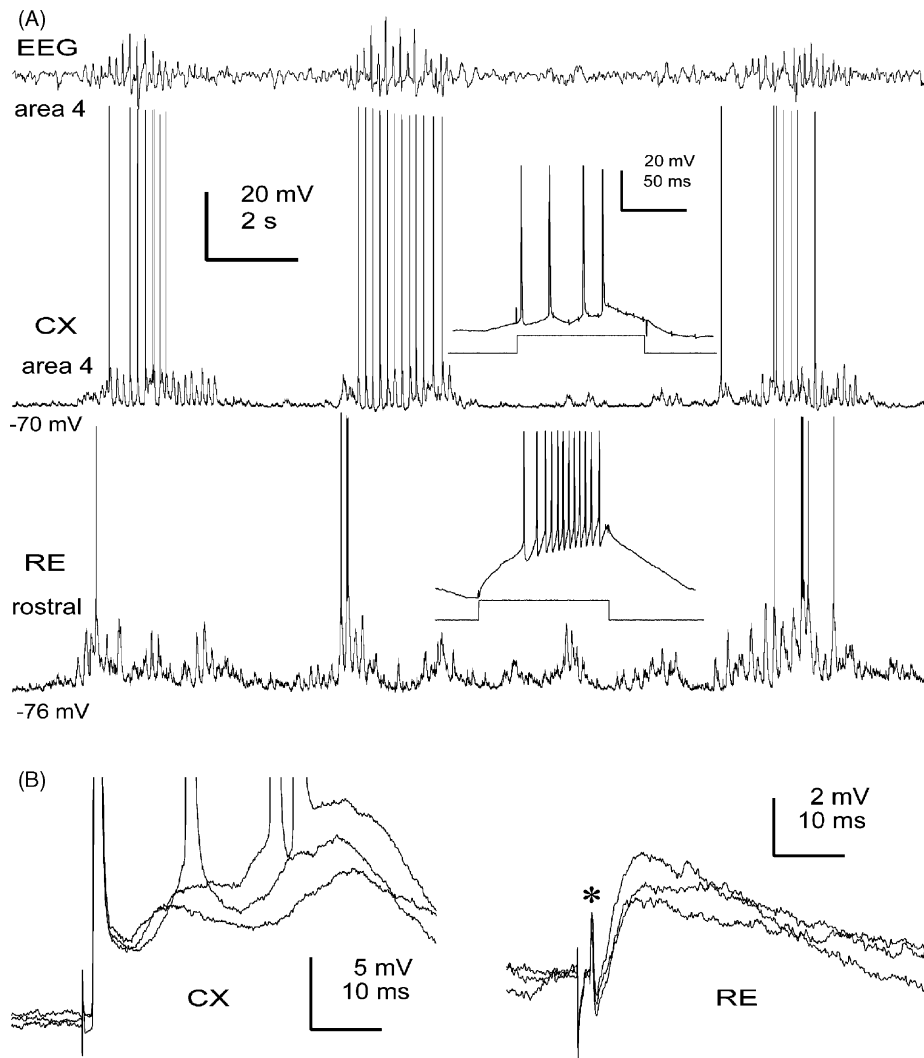 (A)
EEG
area 4
20 mV
2 s
20 mV
50 ms
CX
area 4
-70 mV
RE
rostral
-76 mV
(B)
5 mV
10 ms
CX
*
2 mV
10 ms
RE